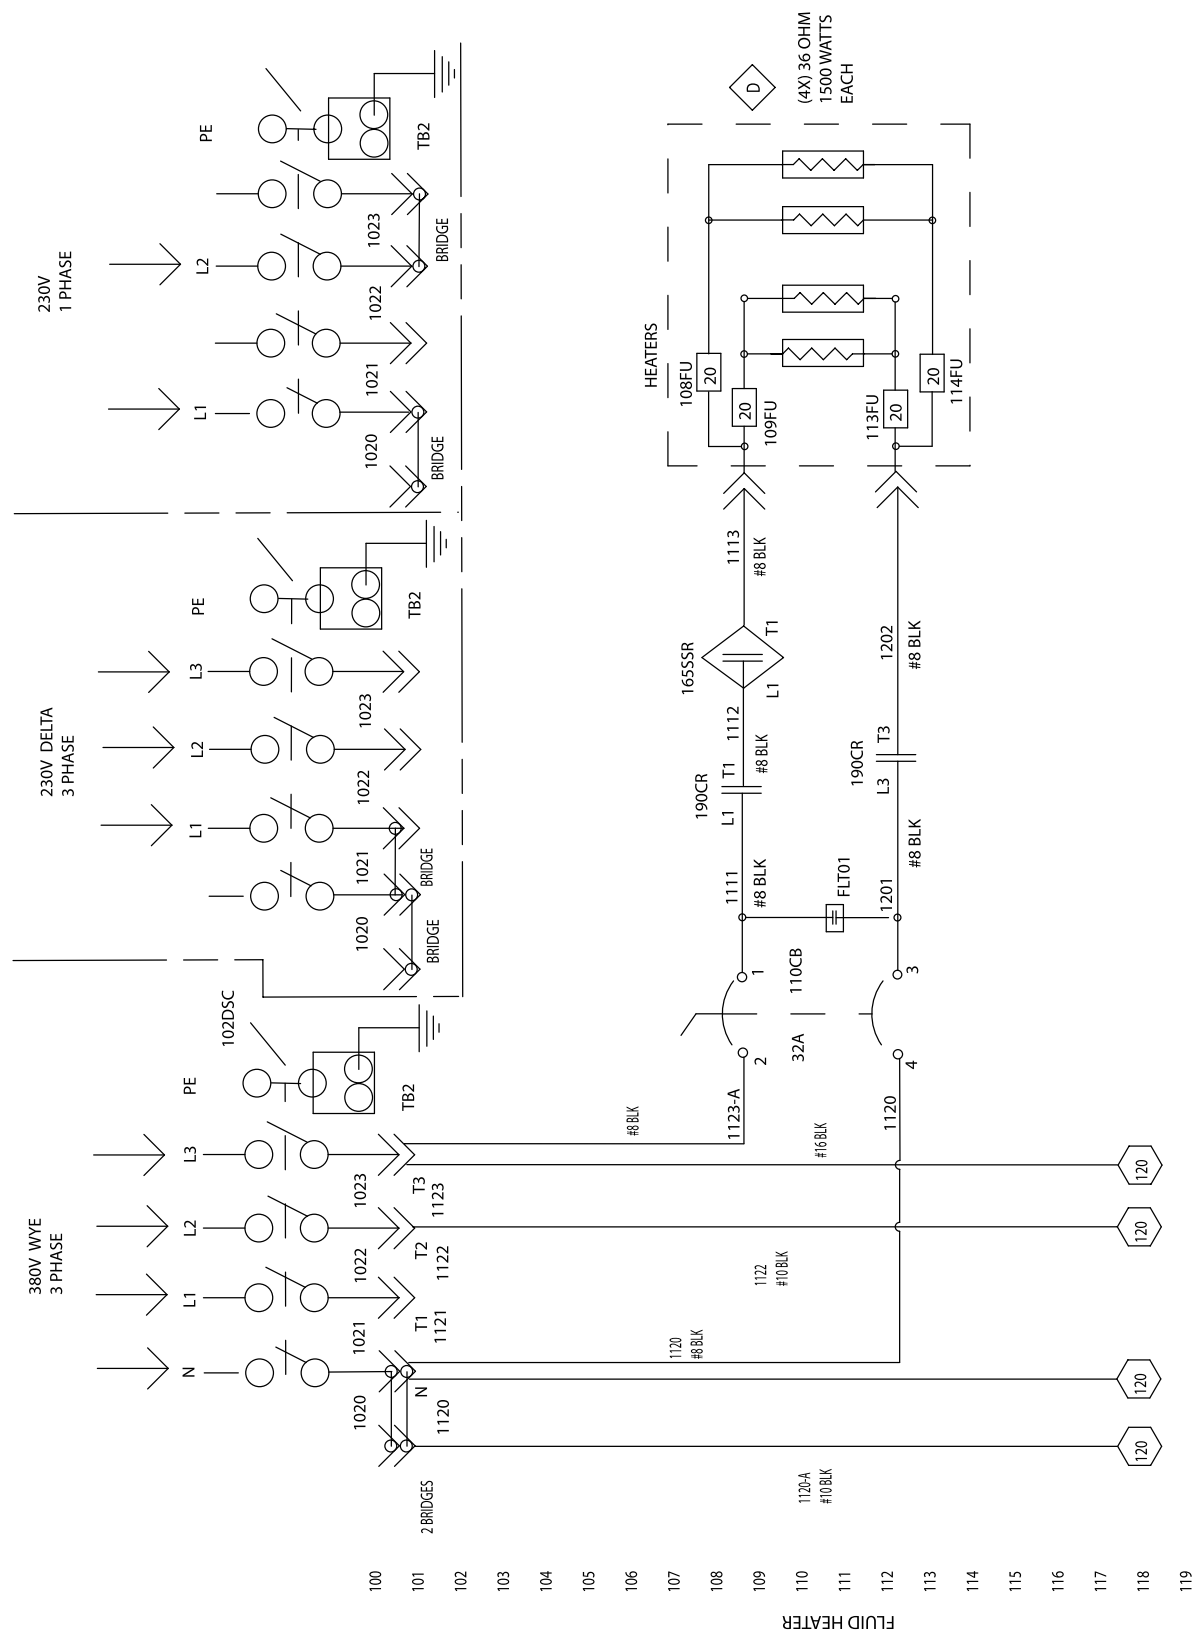 FLUID HEATER
100
101
102
103
104
105
106
107
108
109
110
111
112
113
114
115
116
117
118
119
380V WYE
3 PHASE
N
L1
L2
L3
PE
102DSC
1020
1021
1022
1023
TB2
2 BRIDGES
N
1120
T1
1121
T2
1122
T3
1123
1120-A
#10 BLK
1120
#8 BLK
1122
#10 BLK
#16 BLK
#8 BLK
120
120
120
120
230V DELTA
3 PHASE
L1
L2
L3
PE
1020
1021
1022
1023
TB2
BRIDGE
BRIDGE
230V
1 PHASE
L1
L2
PE
1020
1021
1022
1023
TB2
BRIDGE
BRIDGE
1123-A
2
1
32A
110CB
1120
4
3
1111
#8 BLK
FLT01
1201
#8 BLK
190CR
L1
T1
1112
#8 BLK
190CR
L3
T3
165SSR
L1
T1
1202
#8 BLK
1113
#8 BLK
HEATERS
108FU
20
109FU
20
113FU
20
114FU
20
D
(4X) 36 OHM
1500 WATTS
EACH